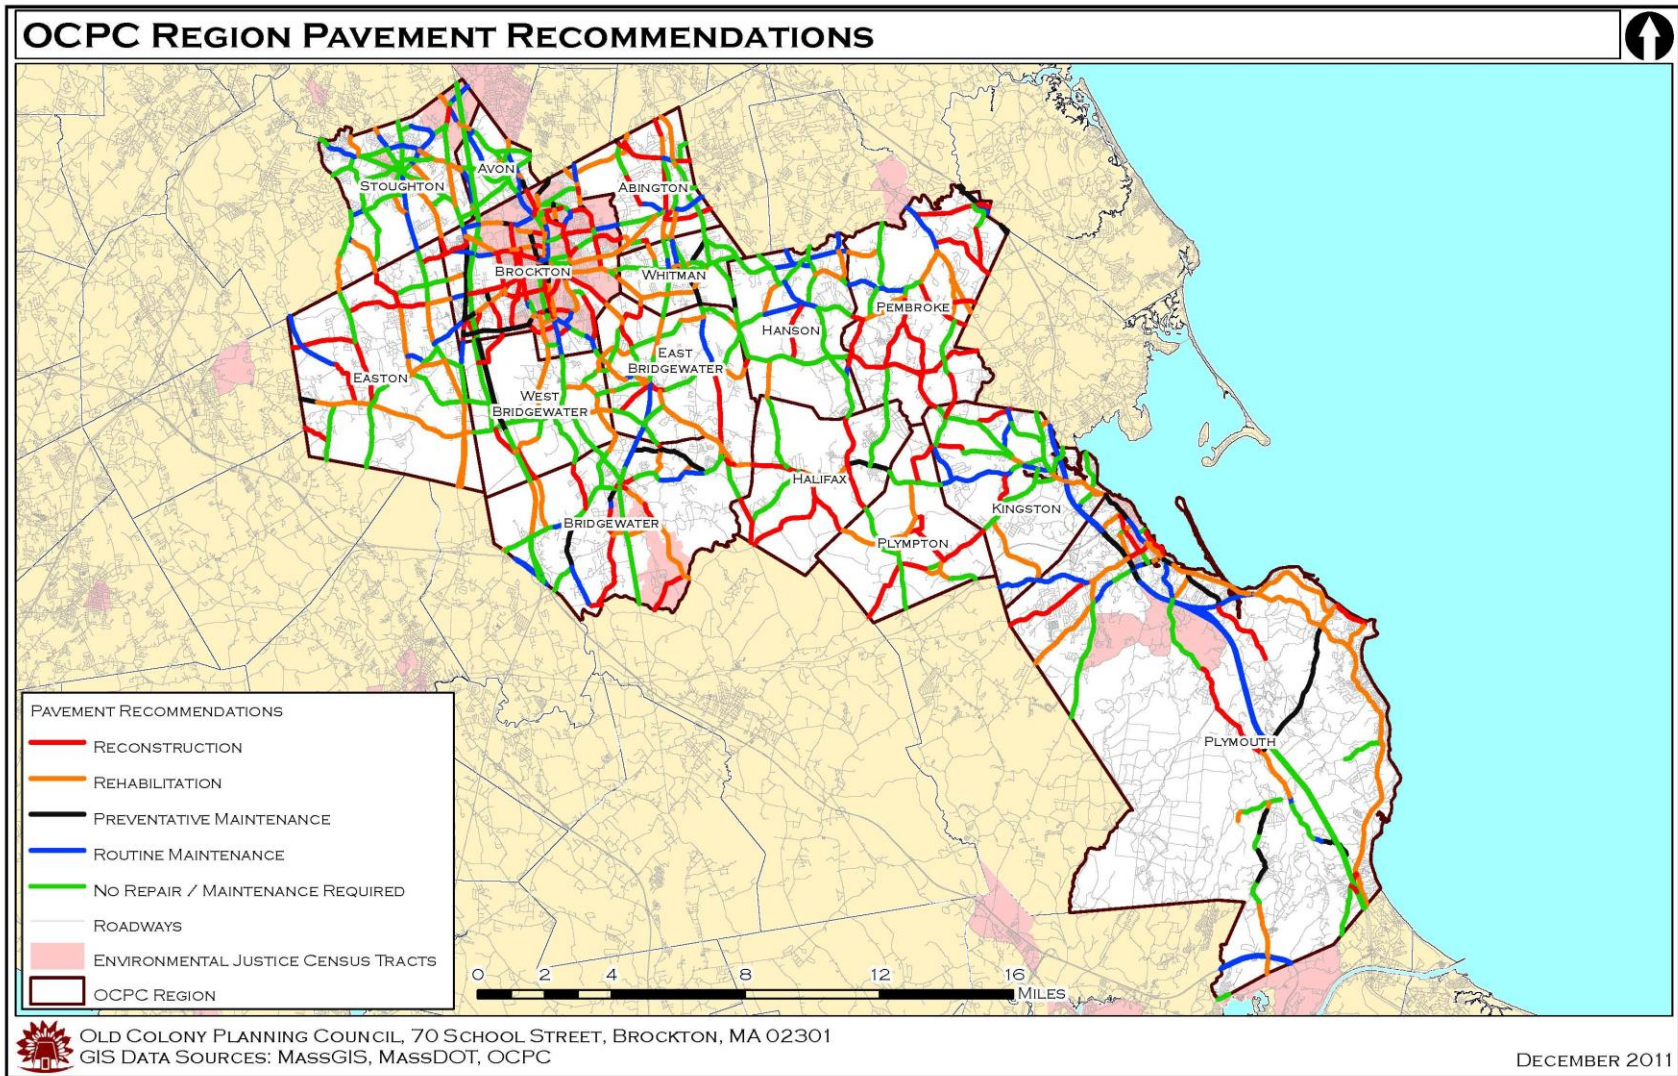 OCPC Region Pavement Recommendations
Stoughton
Avon
Abington
Brockton
Whitman
Hanson
Pembroke
East
Bridgewater
Easton
West
Bridgewater
Halifax
Kingston
Bridgewater
Plympton
Plymouth
Pavement Recommendations
Reconstruction
Rehabilitation
Preventative Maintenance
Routine Maintenance
No Repair / Maintenance Required
Roadways
Environmental Justice Census Tracts
OCPC Region
0 2 4 8 12 16
Miles
Old Colony Planning Council, 70 School Street, Brockton, MA 02301
GIS Data Sources: MassGIS, MassDOT, OCPC
December 2011